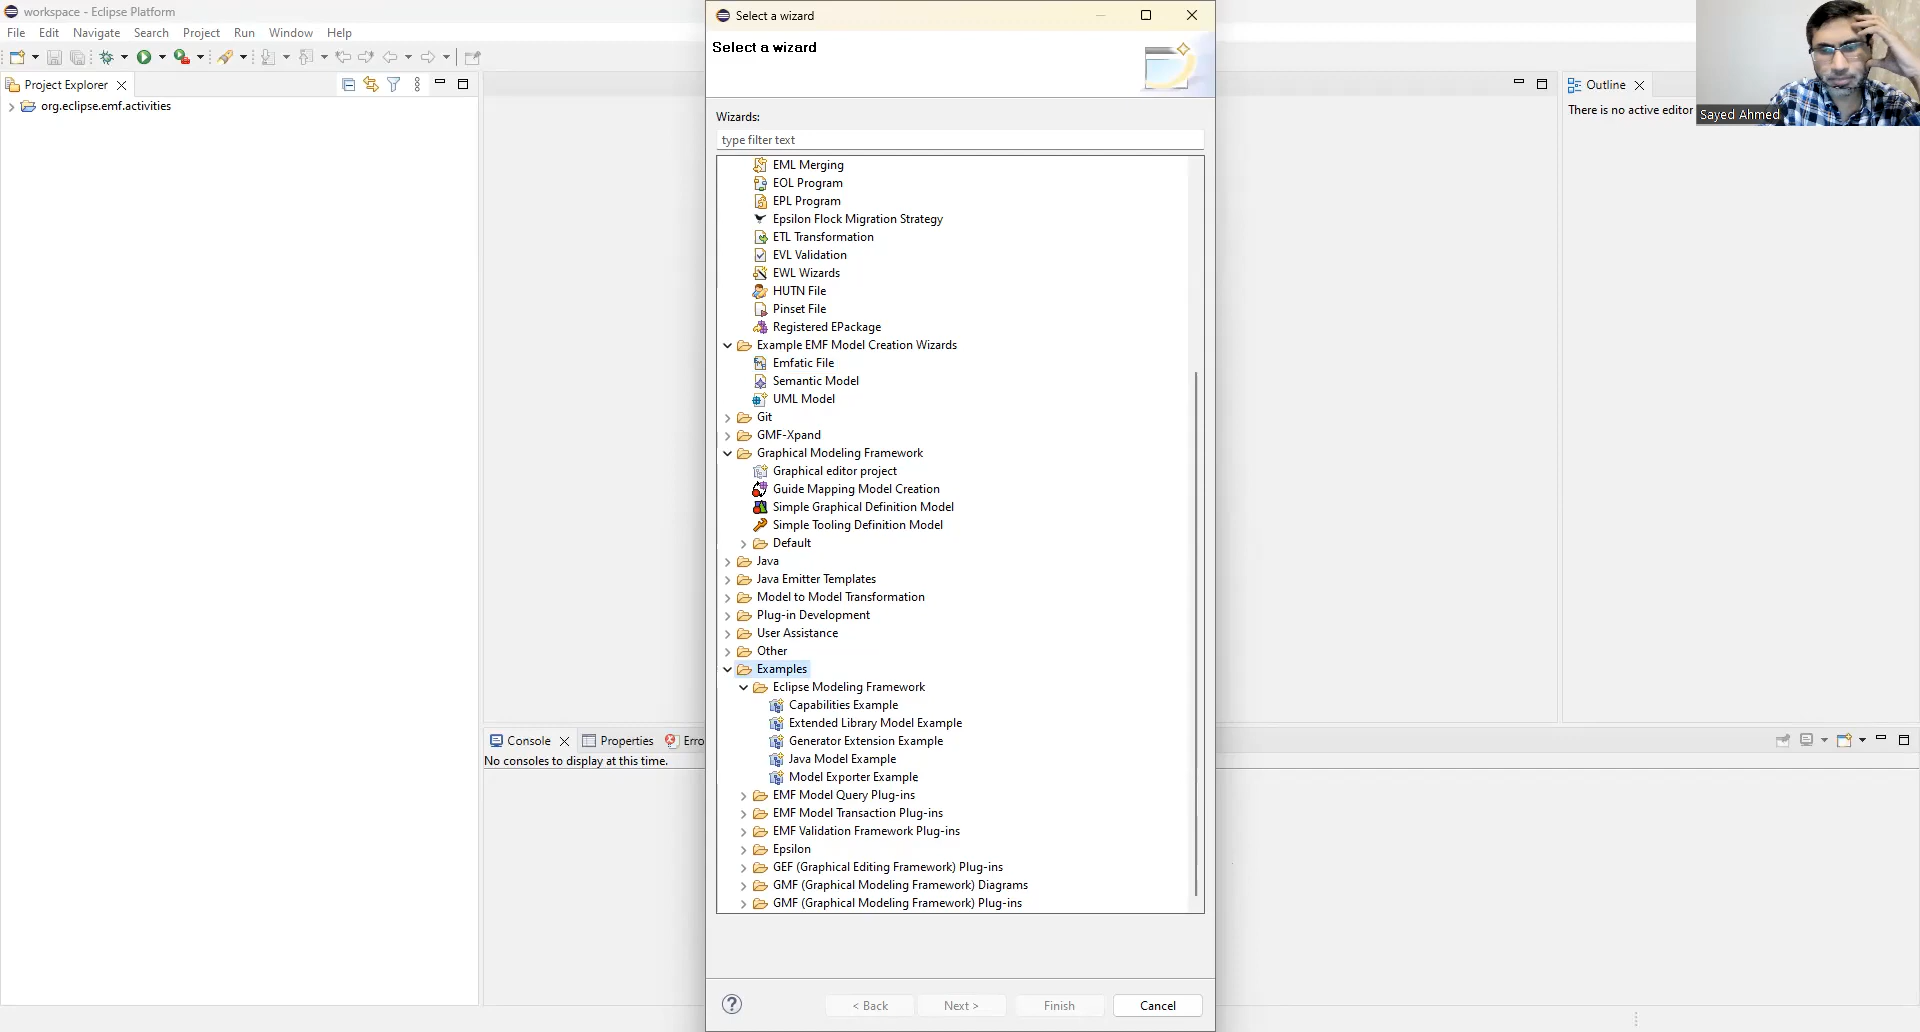 workspace - Eclipse Platform
File Edit Navigate Search Project Run Window Help
Project Explorer
org.eclipse.emf.activities
Select a wizard
Select a wizard
Wizards:
type filter text
EML Merging
EOL Program
EPL Program
Epsilon Flock Migration Strategy
ETL Transformation
EVL Validation
EWL Wizards
HUTN File
Pinset File
Registered EPackage
Example EMF Model Creation Wizards
Emfatic File
Semantic Model
UML Model
Git
GMF-Xpand
Graphical Modeling Framework
Graphical editor project
Guide Mapping Model Creation
Simple Graphical Definition Model
Simple Tooling Definition Model
Default
Java
Java Emitter Templates
Model to Model Transformation
Plug-in Development
User Assistance
Other
Examples
Eclipse Modeling Framework
Capabilities Example
Extended Library Model Example
Generator Extension Example
Java Model Example
Model Exporter Example
EMF Model Query Plug-ins
EMF Model Transaction Plug-ins
EMF Validation Framework Plug-ins
Epsilon
GEF (Graphical Editing Framework) Plug-ins
GMF (Graphical Modeling Framework) Diagrams
GMF (Graphical Modeling Framework) Plug-ins
< Back Next > Finish Cancel
Outline
There is no active editor
Sayed Ahmed
Console Properties Erro
No consoles to display at this time.